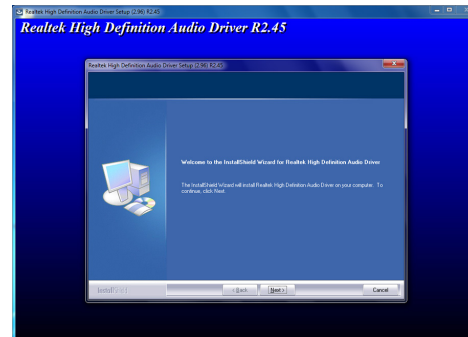 Realtek High Definition Audio Driver Setup (2.96) R2.45
Realtek High Definition Audio Driver R2.45
Realtek High Definition Audio Driver Setup (2.96) R2.45
Welcome to the InstallShield Wizard for Realtek High Definition Audio Driver
The InstallShield Wizard will install Realtek High Definition Audio Driver on your computer. To
continue, click Next.
InstallShield
< Back Next > Cancel